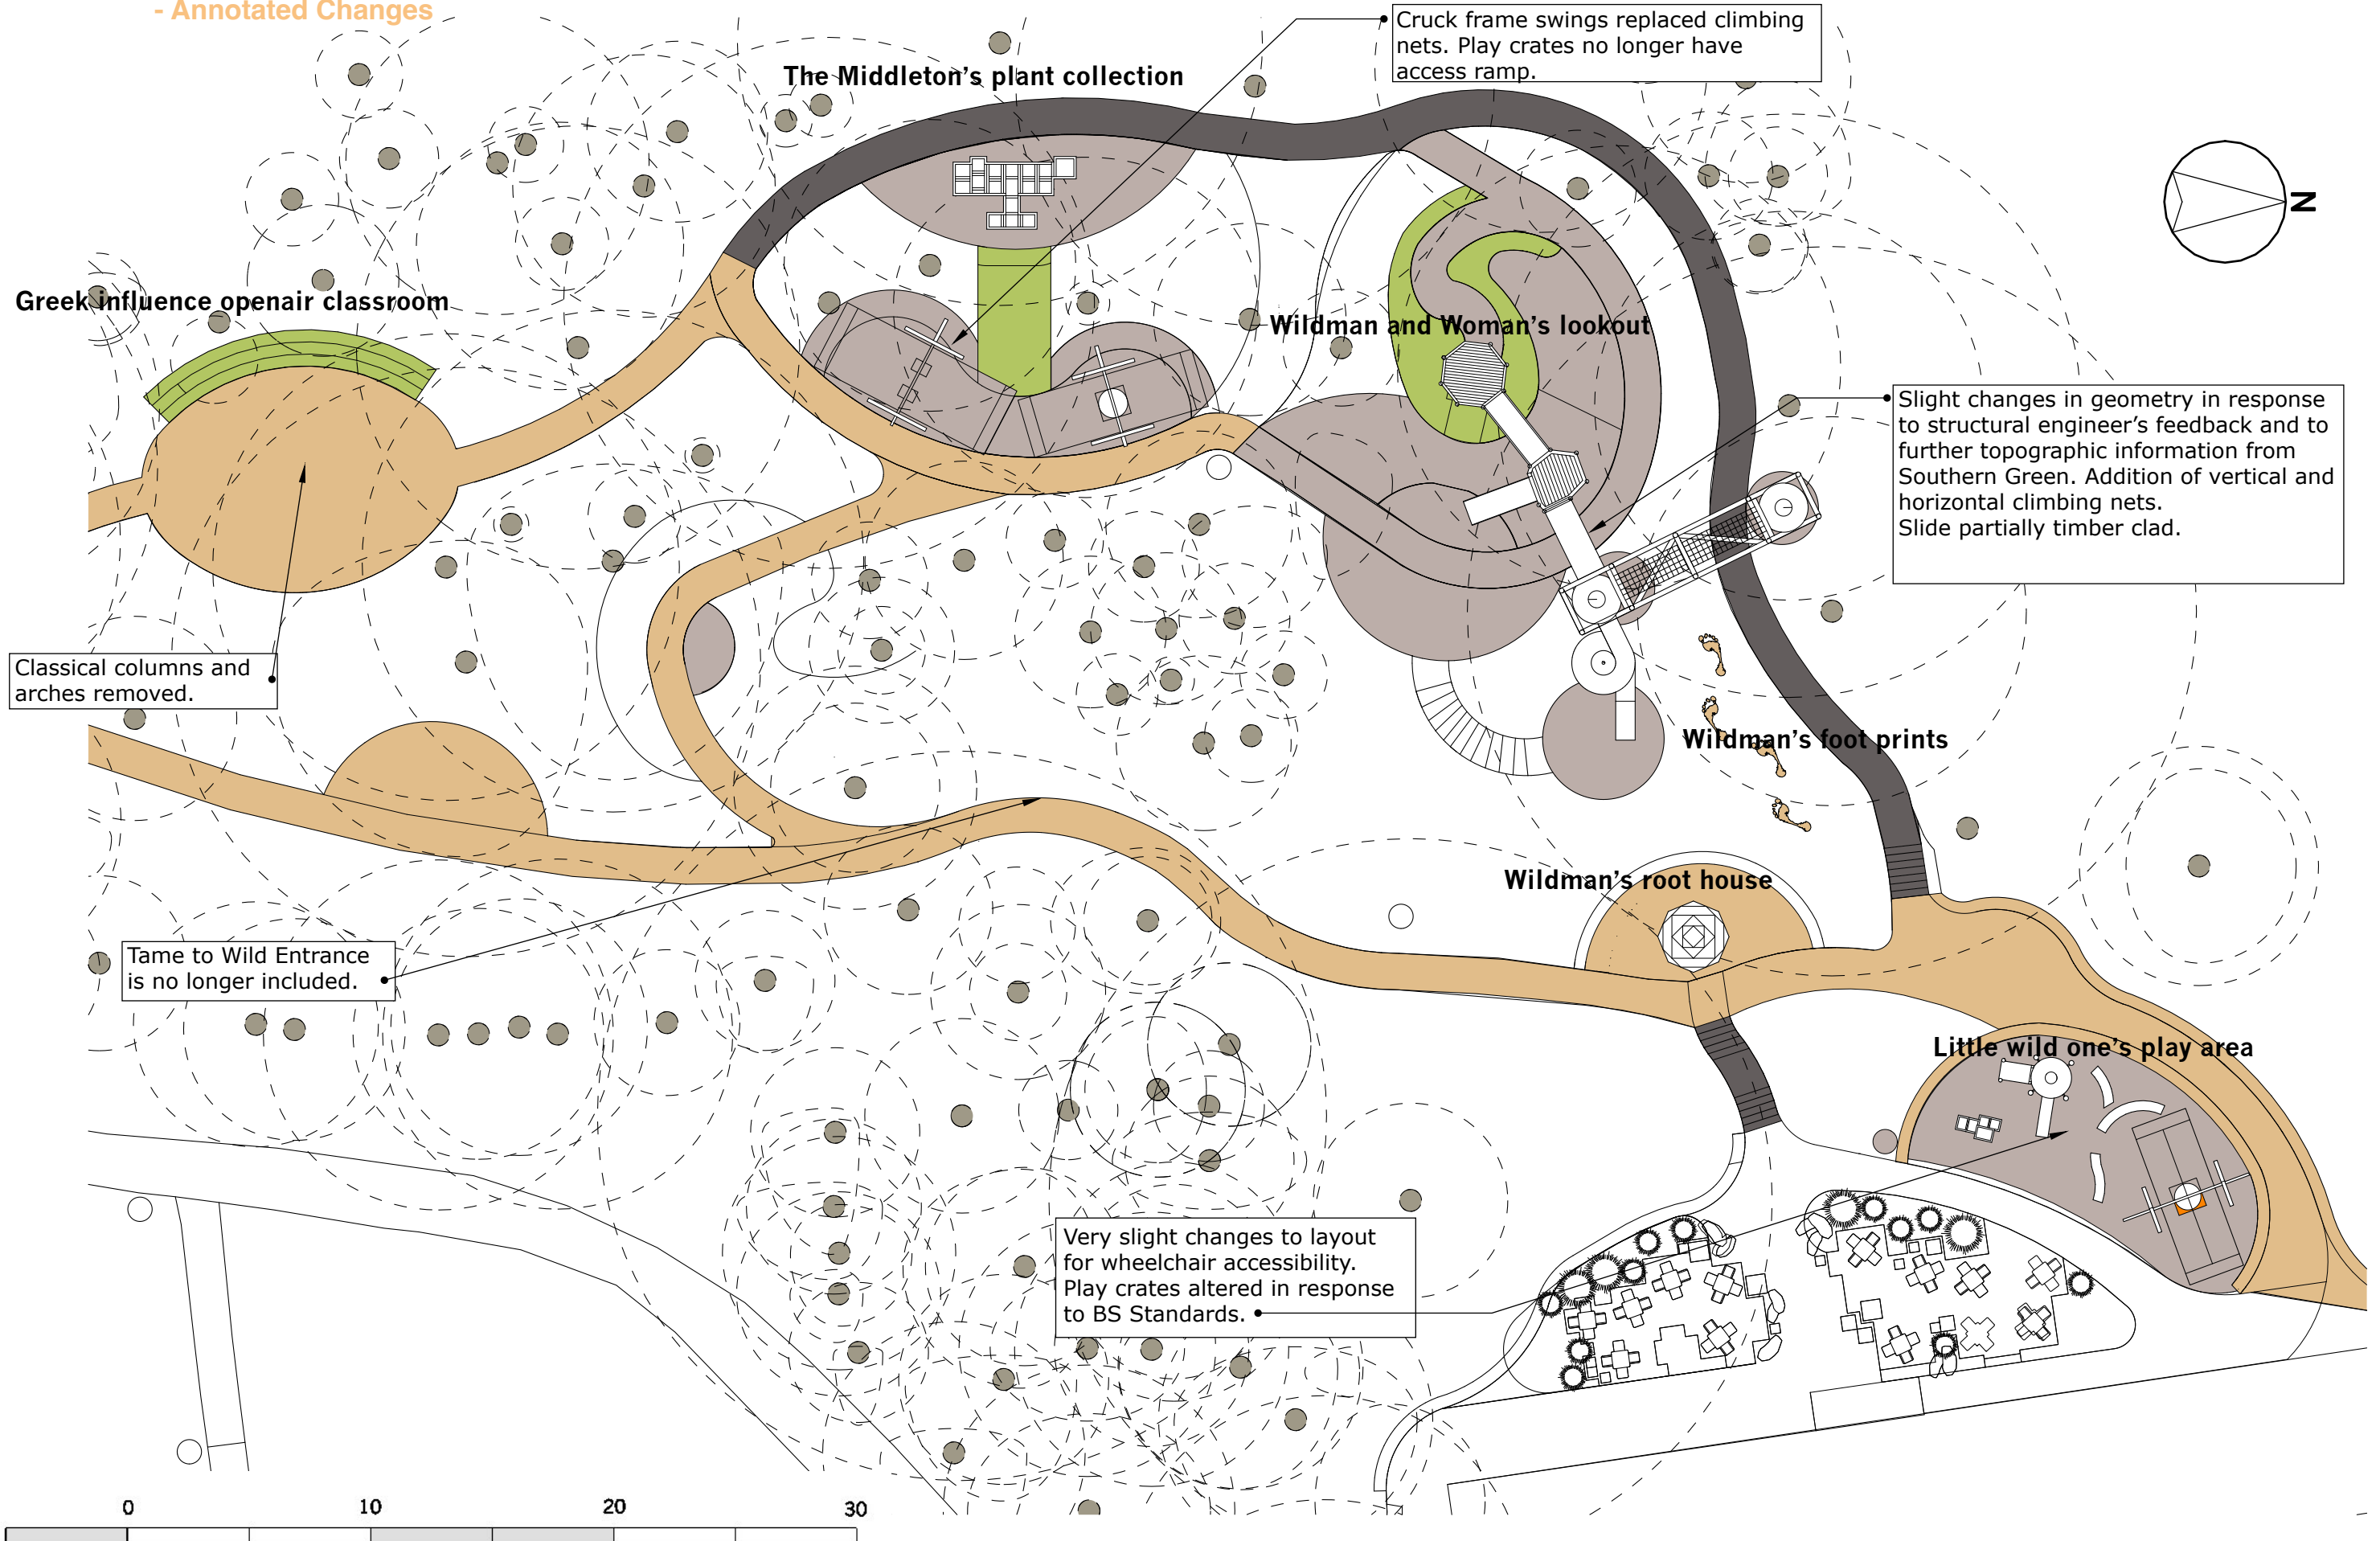 - Annotated Changes
Cruck frame swings replaced climbing
nets. Play crates no longer have
access ramp.
The Middleton's plant collection
N
Greek influence openair classroom
Wildman and Woman's lookout
Slight changes in geometry in response
to structural engineer's feedback and to
further topographic information from
Southern Green. Addition of vertical and
horizontal climbing nets.
Slide partially timber clad.
Classical columns and
arches removed.
Wildman's foot prints
Wildman's root house
Tame to Wild Entrance
is no longer included.
Little wild one's play area
Very slight changes to layout
for wheelchair accessibility.
Play crates altered in response
to BS Standards.
0 10 20 30